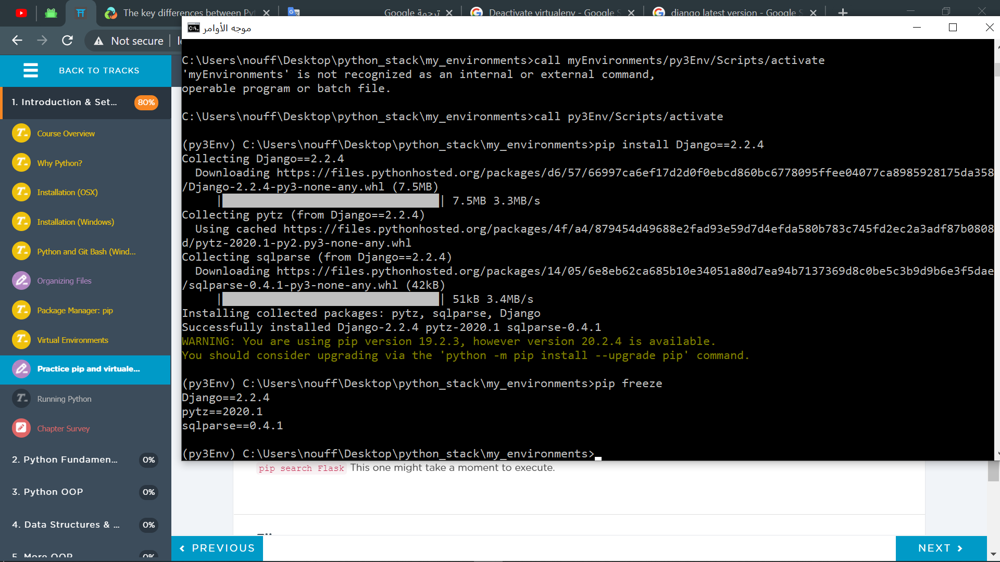 The key differences between Py
Google ترجمة
Deactivate virtualenv - Google S
django latest version - Google S
Not secure
موجه الأوامر
C:\Users\nouff\Desktop\python_stack\my_environments>call myEnvironments/py3Env/Scripts/activate
'myEnvironments' is not recognized as an internal or external command,
operable program or batch file.
C:\Users\nouff\Desktop\python_stack\my_environments>call py3Env/Scripts/activate
(py3Env) C:\Users\nouff\Desktop\python_stack\my_environments>pip install Django==2.2.4
Collecting Django==2.2.4
Downloading https://files.pythonhosted.org/packages/d6/57/66997ca6ef17d2d0f0ebcd860bc6778095ffee04077ca8985928175da358
/Django-2.2.4-py3-none-any.whl (7.5MB)
|████████████████████████████████| 7.5MB 3.3MB/s
Collecting pytz (from Django==2.2.4)
Using cached https://files.pythonhosted.org/packages/4f/a4/879454d49688e2fad93e59d7d4efda580b783c745fd2ec2a3adf87b0808
d/pytz-2020.1-py2.py3-none-any.whl
Collecting sqlparse (from Django==2.2.4)
Downloading https://files.pythonhosted.org/packages/14/05/6e8eb62ca685b10e34051a80d7ea94b7137369d8c0be5c3b9d9b6e3f5dae
/sqlparse-0.4.1-py3-none-any.whl (42kB)
|████████████████████████████████| 51kB 3.4MB/s
Installing collected packages: pytz, sqlparse, Django
Successfully installed Django-2.2.4 pytz-2020.1 sqlparse-0.4.1
WARNING: You are using pip version 19.2.3, however version 20.2.4 is available.
You should consider upgrading via the 'python -m pip install --upgrade pip' command.
(py3Env) C:\Users\nouff\Desktop\python_stack\my_environments>pip freeze
Django==2.2.4
pytz==2020.1
sqlparse==0.4.1
(py3Env) C:\Users\nouff\Desktop\python_stack\my_environments>
BACK TO TRACKS
1. Introduction & Set... 80%
Course Overview
Why Python?
Installation (OSX)
Installation (Windows)
Python and Git Bash (Wind...
Organizing Files
Package Manager: pip
Virtual Environments
Practice pip and virtuale...
Running Python
Chapter Survey
2. Python Fundamen... 0%
3. Python OOP 0%
4. Data Structures & ... 0%
5. More OOP 0%
pip search Flask This one might take a moment to execute.
PREVIOUS
NEXT